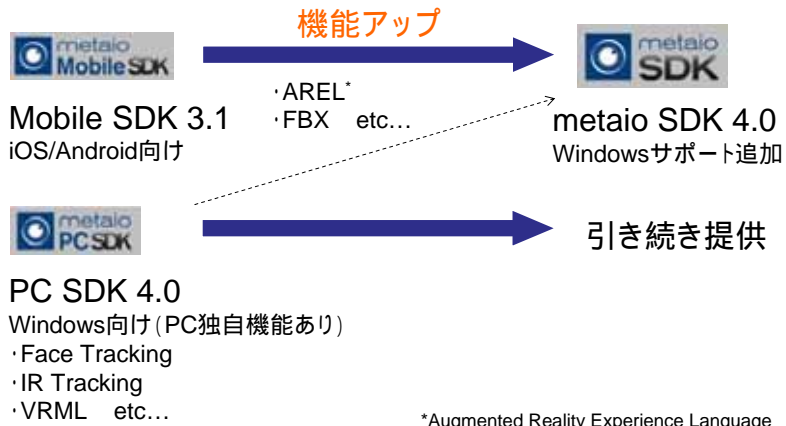 機能アップ
metaio
Mobile SDK
metaio
SDK
・AREL*
・FBX etc…
Mobile SDK 3.1
iOS/Android向け
metaio SDK 4.0
Windowsサポート追加
metaio
PC SDK
引き続き提供
PC SDK 4.0
Windows向け(PC独自機能あり)
・Face Tracking
・IR Tracking
・VRML etc…
*Augmented Reality Experience Language